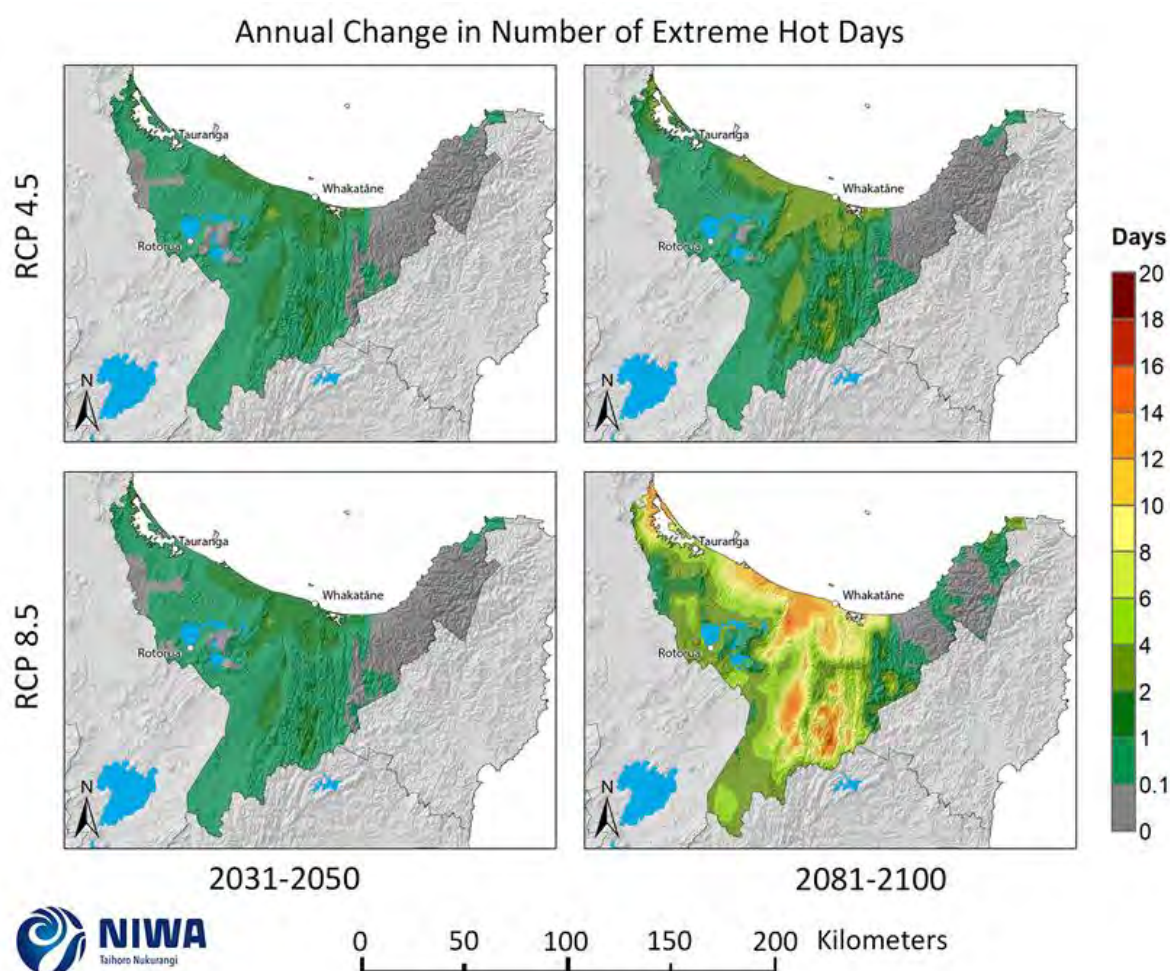 Annual Change in Number of Extreme Hot Days
RCP 4.5
Tauranga
Whakatāne
Rotorua
N
Tauranga
Whakatāne
Rotorua
N
RCP 8.5
Tauranga
Whakatāne
Rotorua
N
Tauranga
Whakatāne
Rotorua
N
Days
20
18
16
14
12
10
8
6
4
2
1
0.1
0
2031-2050
2081-2100
NIWA
Taihoro Nukurangi
0 50 100 150 200 Kilometers